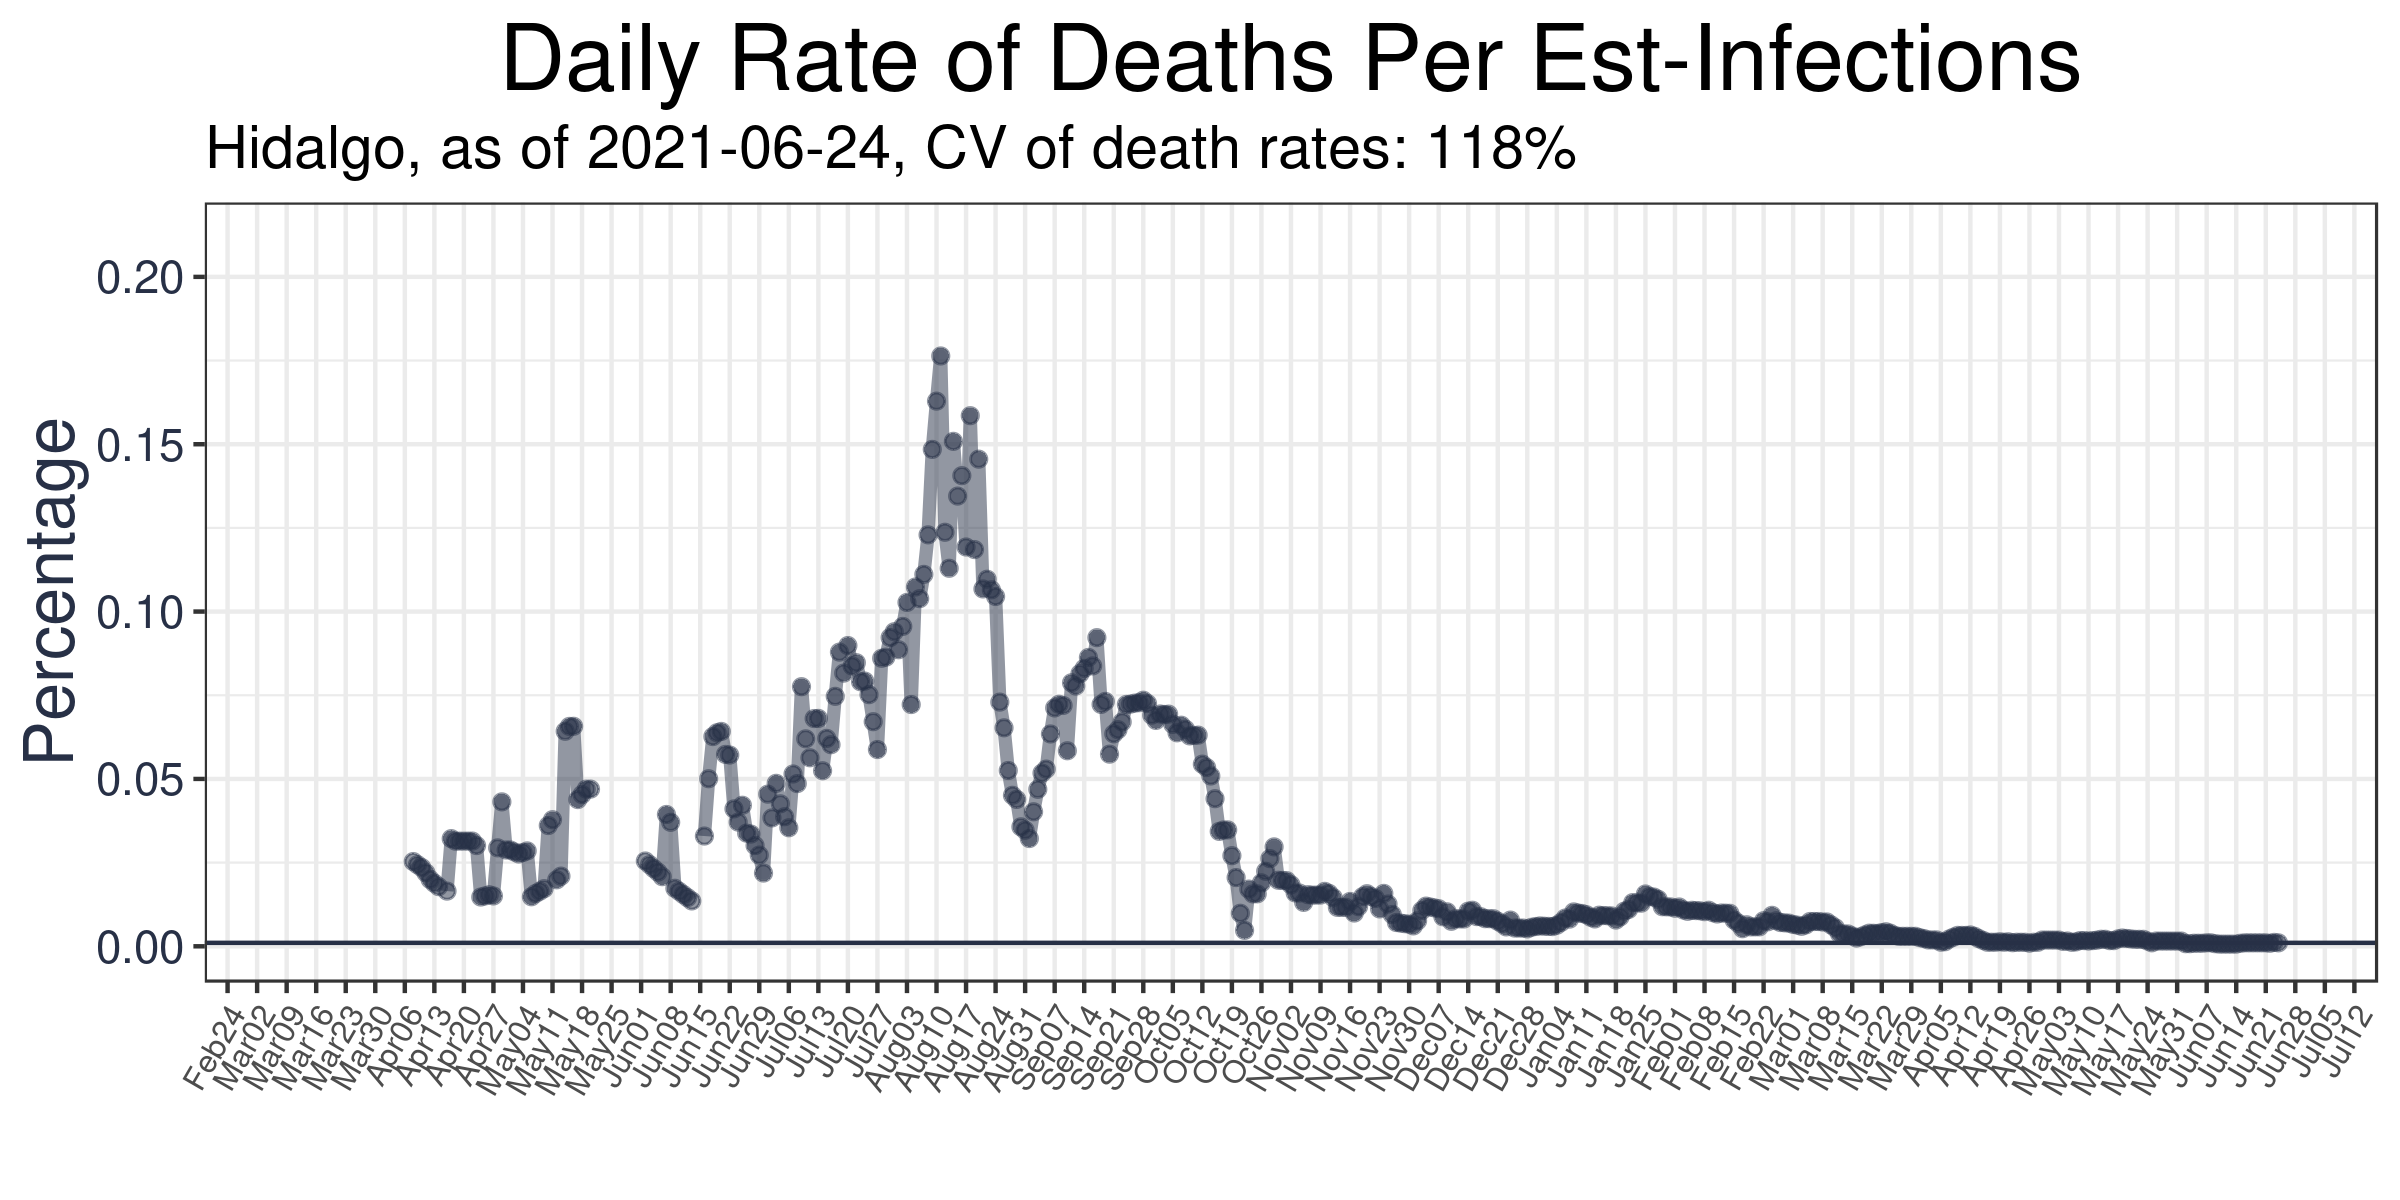 Daily Rate of Deaths Per Est-Infections
Hidalgo, as of 2021-06-24, CV of death rates: 118%
Percentage
0.20
0.15
0.10
0.05
0.00
Feb24
Mar02
Mar09
Mar16
Mar23
Mar30
Apr06
Apr13
Apr20
Apr27
May04
May11
May18
May25
Jun01
Jun08
Jun15
Jun22
Jun29
Jul06
Jul13
Jul20
Jul27
Aug03
Aug10
Aug17
Aug24
Aug31
Sep07
Sep14
Sep21
Sep28
Oct05
Oct12
Oct19
Oct26
Nov02
Nov09
Nov16
Nov23
Nov30
Dec07
Dec14
Dec21
Dec28
Jan04
Jan11
Jan18
Jan25
Feb01
Feb08
Feb15
Feb22
Mar01
Mar08
Mar15
Mar22
Mar29
Apr05
Apr12
Apr19
Apr26
May03
May10
May17
May24
May31
Jun07
Jun14
Jun21
Jun28
Jul05
Jul12